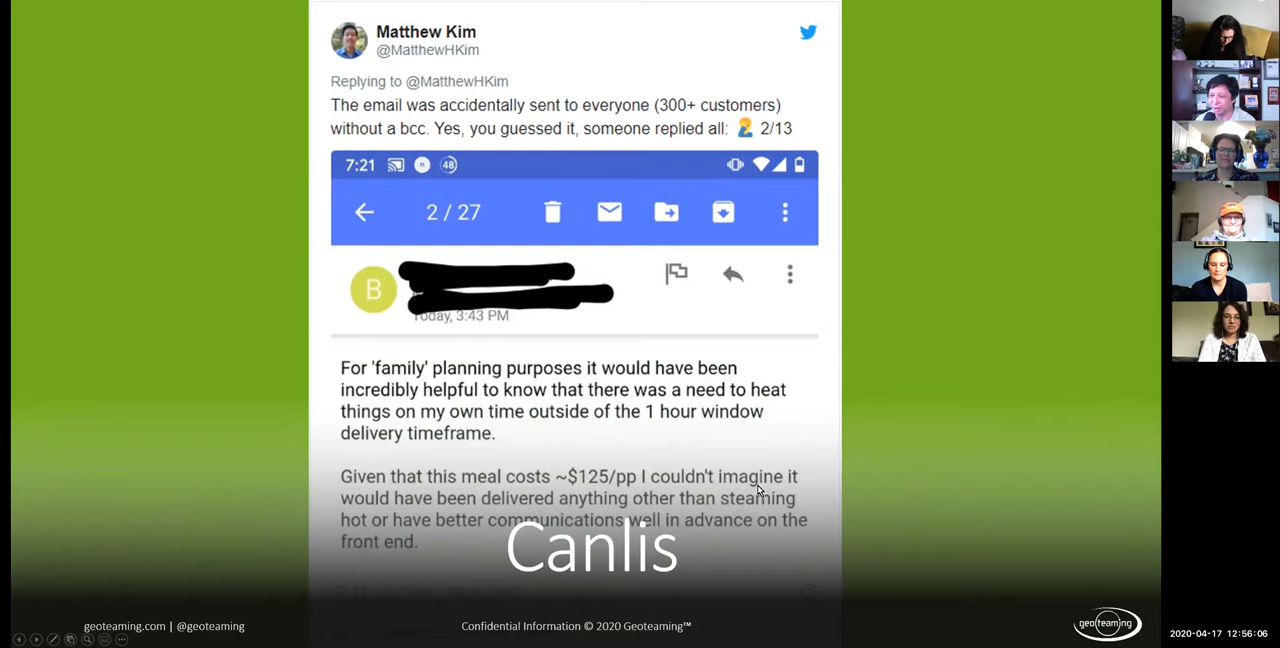 Matthew Kim
@MatthewHKim
Replying to @MatthewHKim
The email was accidentally sent to everyone (300+ customers)
without a bcc. Yes, you guessed it, someone replied all: 🤦 2/13
7:21 48
2 / 27
B
Today, 3:43 PM
For 'family' planning purposes it would have been
incredibly helpful to know that there was a need to heat
things on my own time outside of the 1 hour window
delivery timeframe.
Given that this meal costs ~$125/pp I couldn't imagine it
would have been delivered anything other than steaming
hot or have better communications well in advance on the
front end.
Canlis
geoteaming.com | @geoteaming
Confidential Information © 2020 Geoteaming™
geoteaming
2020-04-17 12:56:06